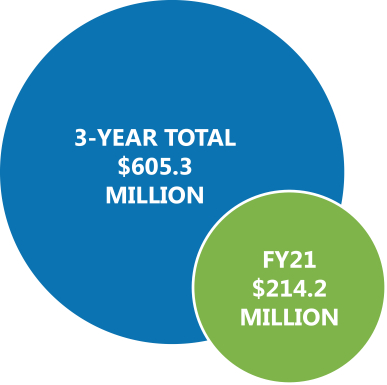 3-YEAR TOTAL
$605.3
MILLION
FY21
$214.2
MILLION